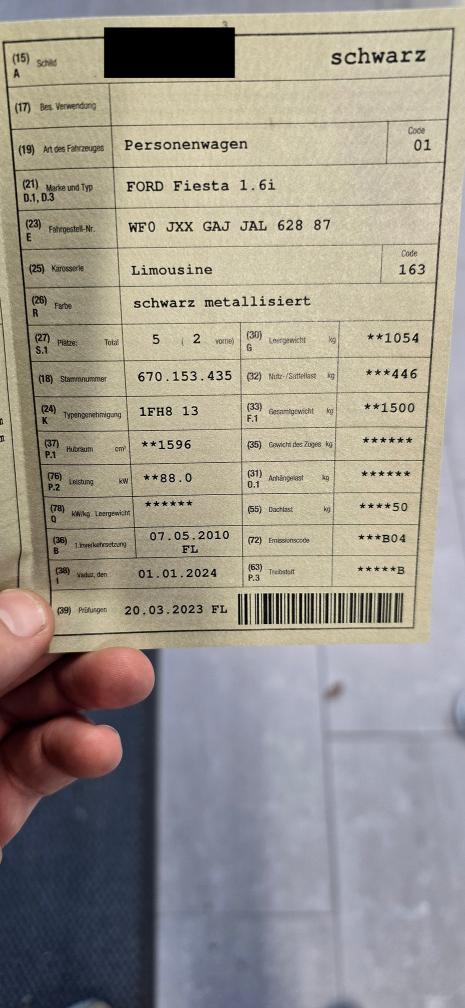 3
(15) A Schild schwarz
(17) Bes. Verwendung
(19) Art des Fahrzeuges Personenwagen Code 01
(21) D.1, D.3 Marke und Typ FORD Fiesta 1.6i
(23) E Fahrgestell-Nr. WF0 JXX GAJ JAL 628 87
(25) Karosserie Limousine Code 163
(26) R Farbe schwarz metallisiert
(27) S.1 Plätze: Total 5 ( 2 vorne) (30) G Leergewicht kg **1054
(18) Stammnummer 670.153.435 (32) Nutz-/Sattellast kg ***446
(24) K Typengenehmigung 1FH8 13 (33) F.1 Gesamtgewicht kg **1500
(37) P.1 Hubraum cm³ **1596 (35) Gewicht des Zuges kg ******
(76) P.2 Leistung kW **88.0 (31) O.1 Anhängelast kg ******
(78) Q kW/kg Leergewicht ****** (55) Dachlast kg ****50
(36) B 1.Inverkehrsetzung 07.05.2010 FL (72) Emissionscode ***B04
(38) I Vaduz, den 01.01.2024 (63) P.3 Treibstoff *****B
(39) Prüfungen 20.03.2023 FL